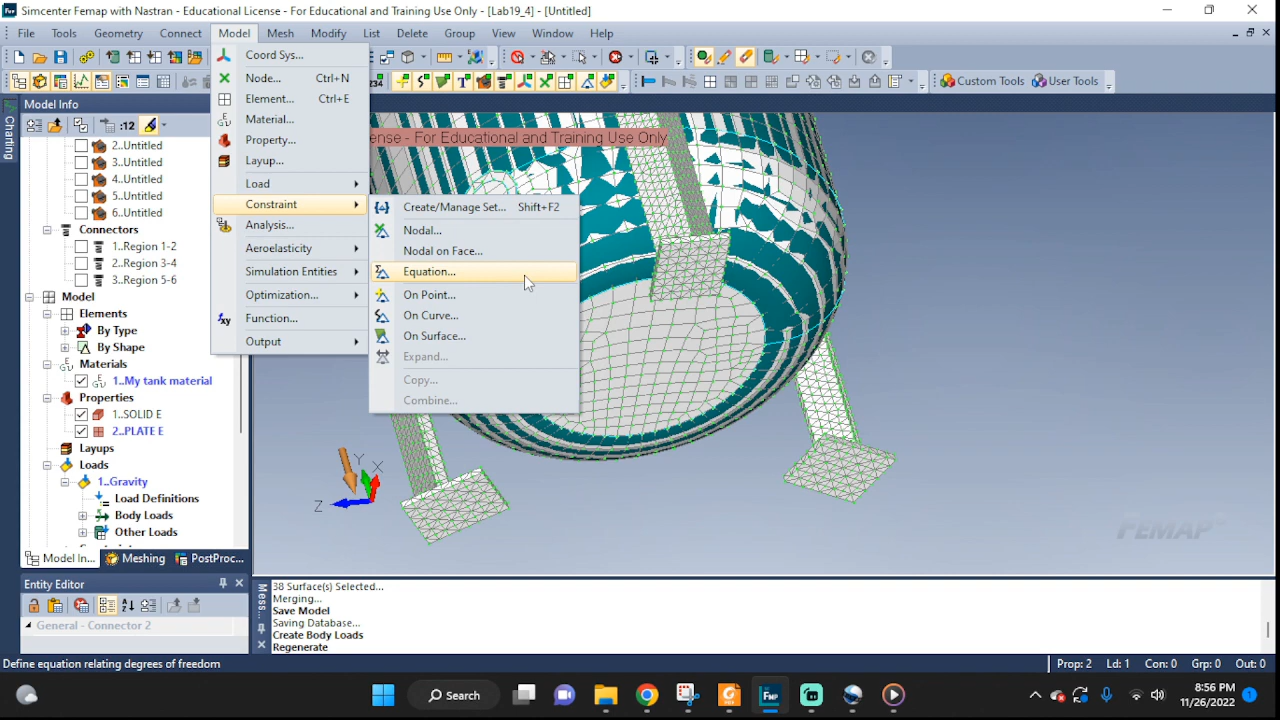 Simcenter Femap with Nastran - Educational License - For Educational and Training Use Only - [Lab19_4] - [Untitled]
File Tools Geometry Connect Model Mesh Modify List Delete Group View Window Help
Custom Tools User Tools
Model Info
Charting
:12
2..Untitled
3..Untitled
4..Untitled
5..Untitled
6..Untitled
Connectors
1..Region 1-2
2..Region 3-4
3..Region 5-6
Model
Elements
By Type
By Shape
Materials
1..My tank material
Properties
1..SOLID E
2..PLATE E
Layups
Loads
1..Gravity
Load Definitions
Body Loads
Other Loads
Model In... Meshing PostProc...
Entity Editor
General - Connector 2
Coord Sys...
Node... Ctrl+N
Element... Ctrl+E
Material...
Property...
Layup...
Load
Constraint
Analysis...
Aeroelasticity
Simulation Entities
Optimization...
Function...
Output
Create/Manage Set... Shift+F2
Nodal...
Nodal on Face...
Equation...
On Point...
On Curve...
On Surface...
Expand...
Copy...
Combine...
ense - For Educational and Training Use Only
Y X
Z
FEMAP
Mess...
38 Surface(s) Selected...
Merging...
Save Model
Saving Database...
Create Body Loads
Regenerate
Define equation relating degrees of freedom
Prop: 2 Ld: 1 Con: 0 Grp: 0 Out: 0
Search
8:56 PM
11/26/2022
1